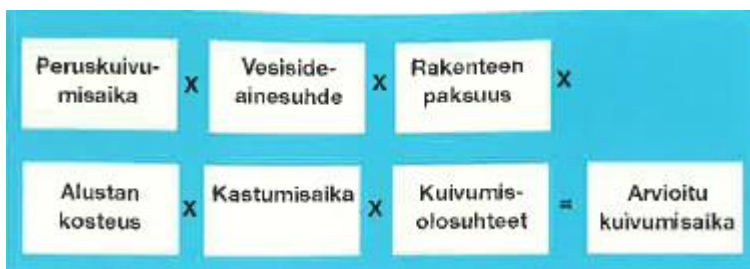 Peruskuivu-
misaika
x
Vesiside-
ainesuhde
x
Rakenteen
paksuus
x
Alustan
kosteus
x
Kastumisaika
x
Kuivumis-
olosuhteet
=
Arvioitu
kuivumisaika